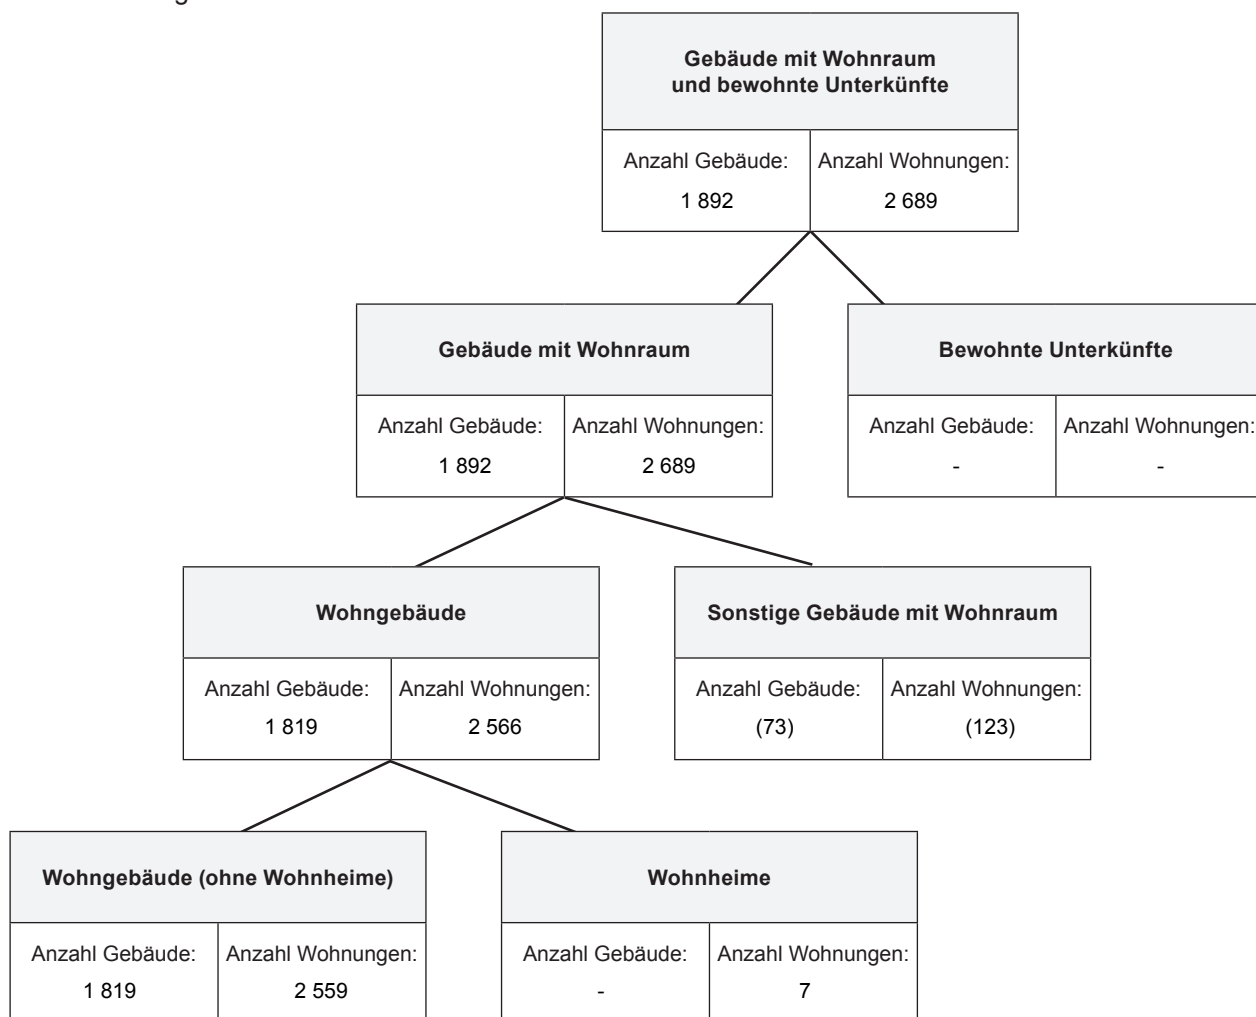 Gebäude mit Wohnraum
und bewohnte Unterkünfte
Anzahl Gebäude: Anzahl Wohnungen:
1 892 2 689
Gebäude mit Wohnraum Bewohnte Unterkünfte
Anzahl Gebäude: Anzahl Wohnungen: Anzahl Gebäude: Anzahl Wohnungen:
1 892 2 689 - -
Wohngebäude Sonstige Gebäude mit Wohnraum
Anzahl Gebäude: Anzahl Wohnungen: Anzahl Gebäude: Anzahl Wohnungen:
1 819 2 566 (73) (123)
Wohngebäude (ohne Wohnheime) Wohnheime
Anzahl Gebäude: Anzahl Wohnungen: Anzahl Gebäude: Anzahl Wohnungen:
1 819 2 559 - 7